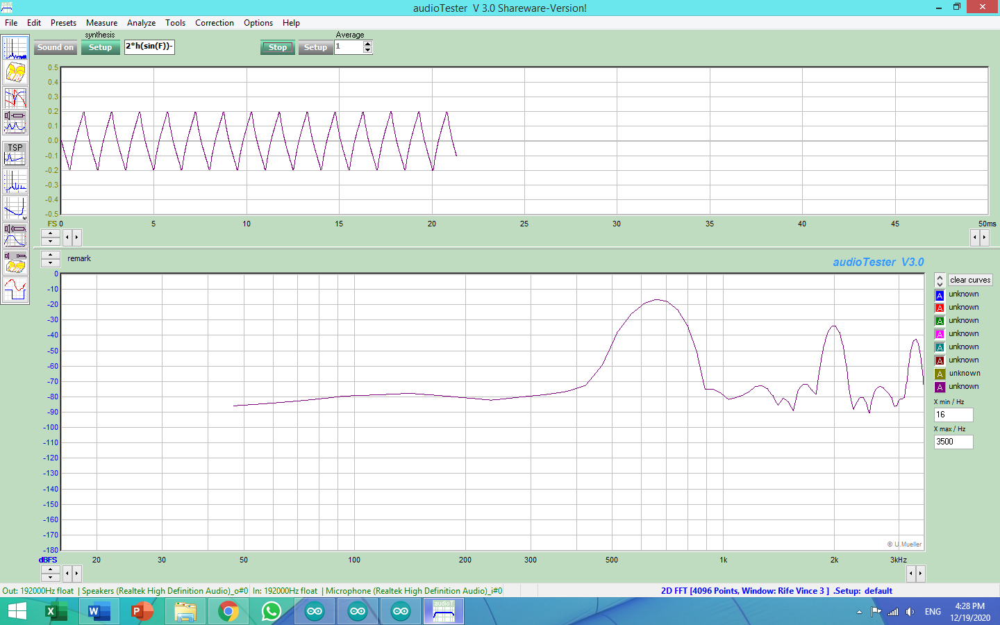 audioTester V 3.0 Shareware-Version!
File Edit Presets Measure Analyze Tools Correction Options Help
synthesis
Average
Sound on
Setup
2*h(sin(F))-
Stop
Setup
1
TSP
0.5
0.4
0.3
0.2
0.1
0.0
-0.1
-0.2
-0.3
-0.4
-0.5
FS 0 5 10 15 20 25 30 35 40 45 50ms
remark
audioTester V3.0
0
-10
-20
-30
-40
-50
-60
-70
-80
-90
-100
-110
-120
-130
-140
-150
-160
-170
-180
dBFS 20 30 50 100 200 300 500 1k 2k 3kHz
© U.Mueller
clear curves
A unknown
A unknown
A unknown
A unknown
A unknown
A unknown
A unknown
A unknown
X min / Hz
16
X max / Hz
3500
Out: 192000Hz float | Speakers (Realtek High Definition Audio)_o#0 In: 192000Hz float | Microphone (Realtek High Definition Audio)_i#0
2D FFT [4096 Points, Window: Rife Vince 3 ] .Setup: default
audioT
ENG
4:28 PM
12/19/2020